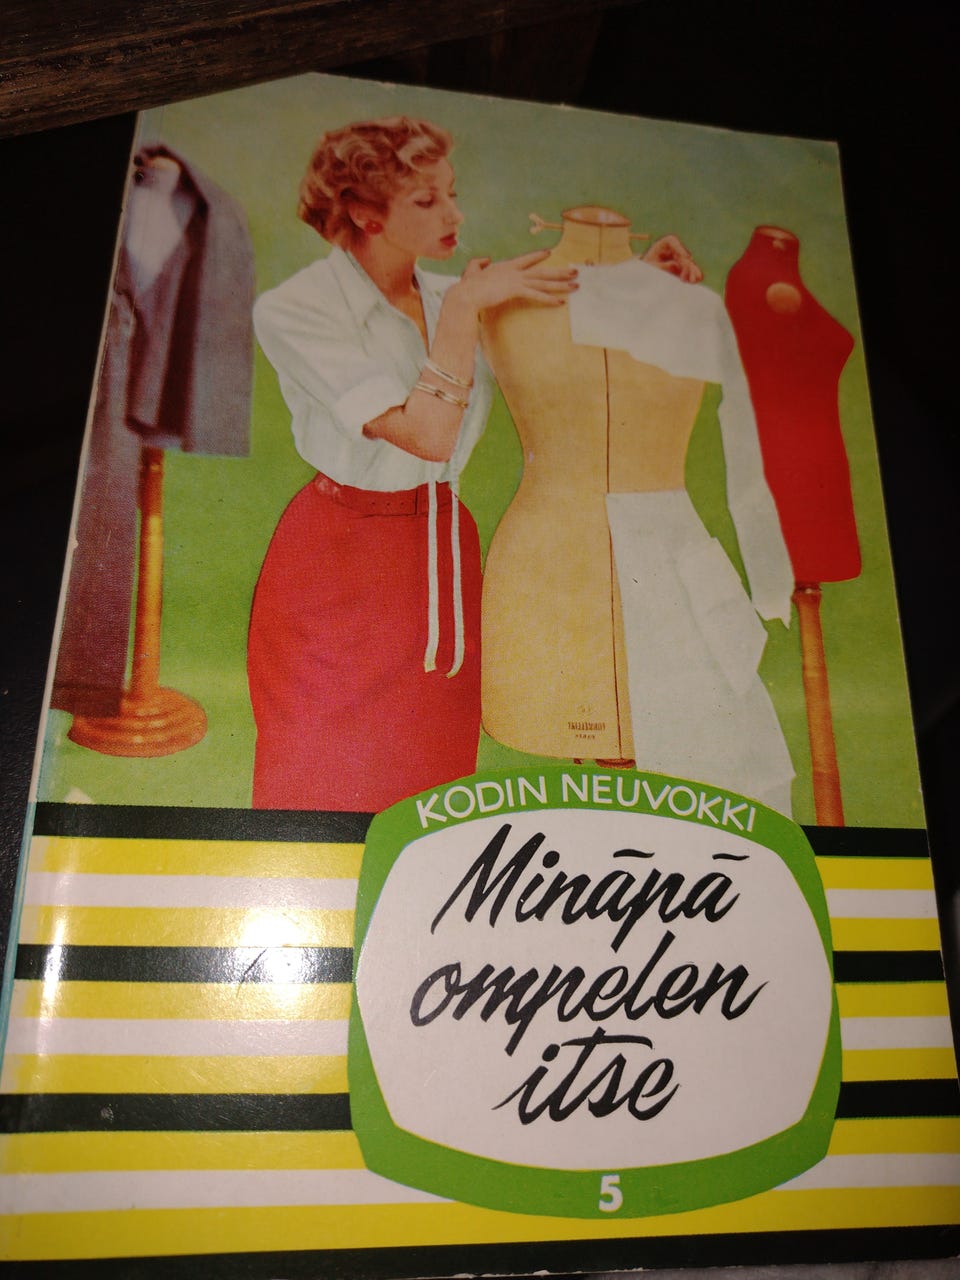 KODIN NEUVOKKI
Minäpä
ompelen
itse
5